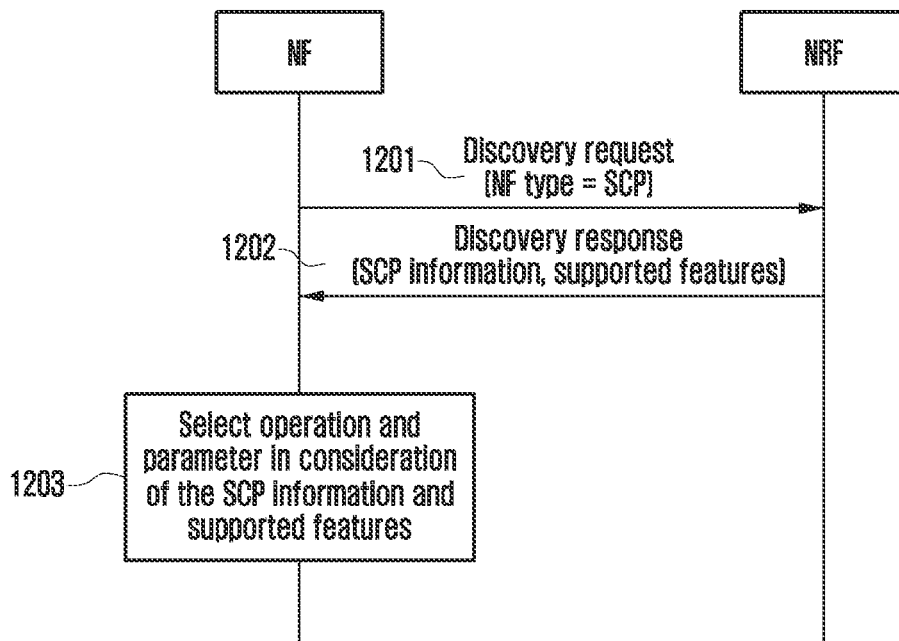 NF
NRF
1201
Discovery request
(NF type = SCP)
1202
Discovery response
(SCP information, supported features)
1203
Select operation and
parameter in consideration
of the SCP information and
supported features